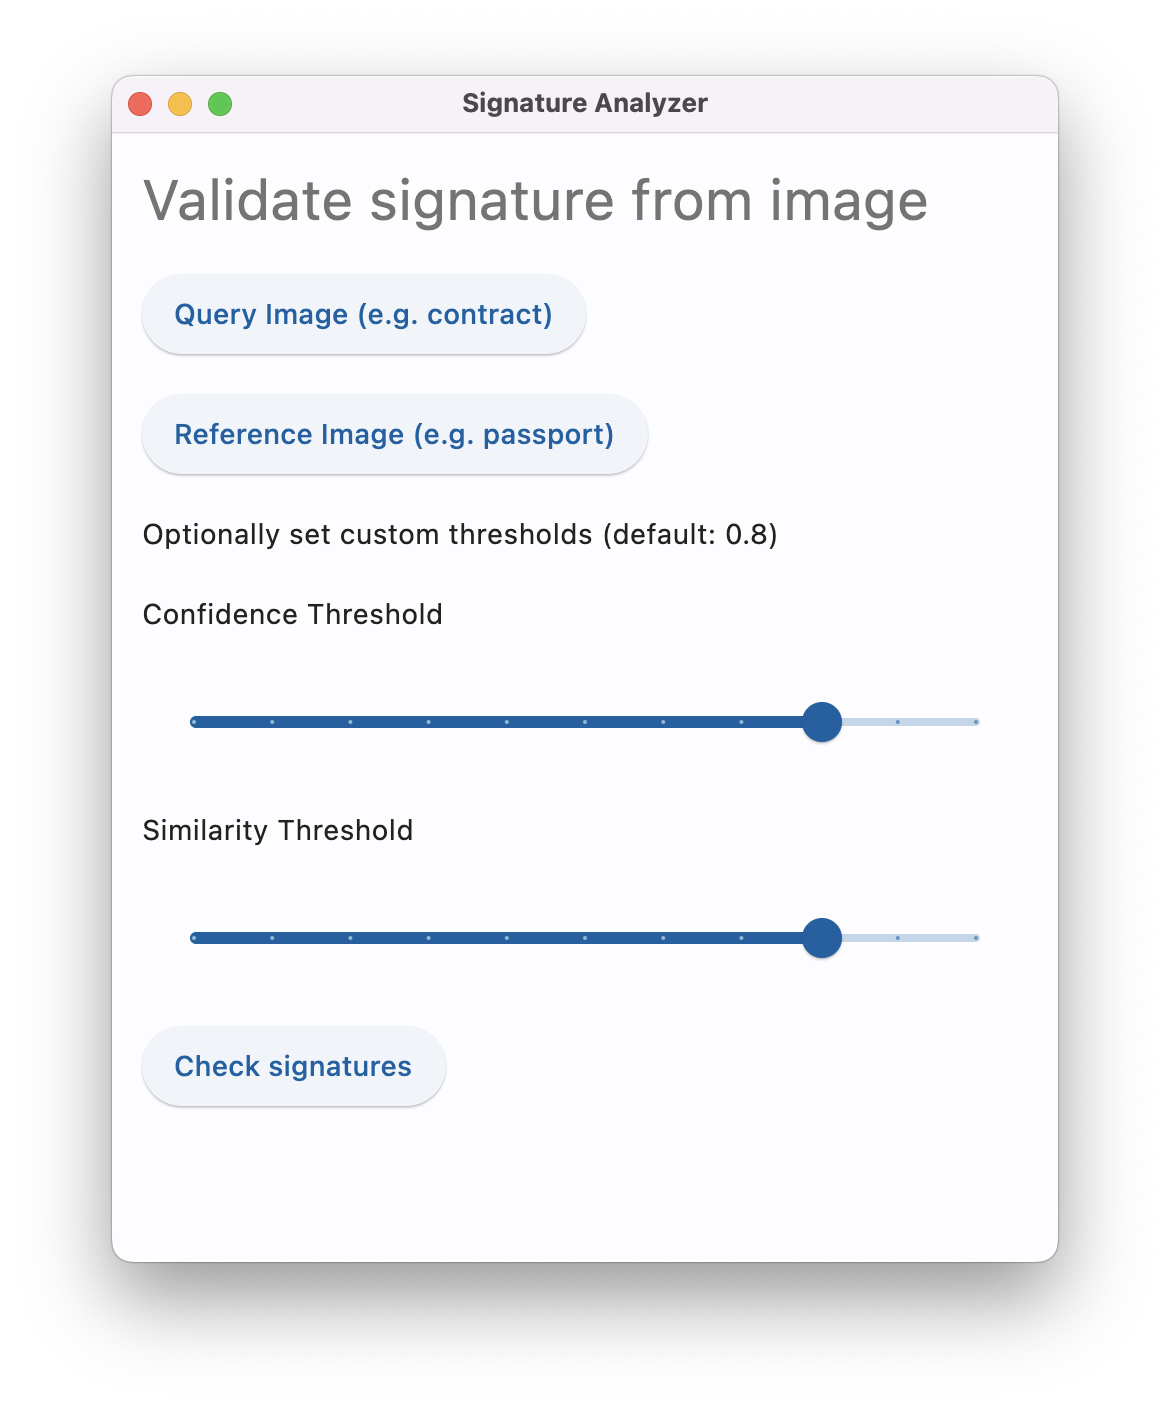 Signature Analyzer
Validate signature from image
Query Image (e.g. contract)
Reference Image (e.g. passport)
Optionally set custom thresholds (default: 0.8)
Confidence Threshold
Similarity Threshold
Check signatures